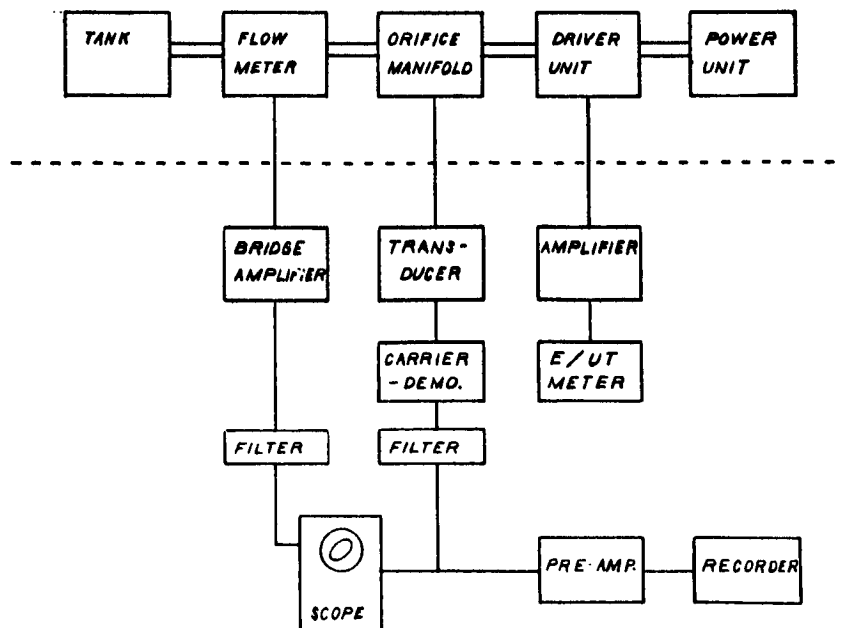 TANK
FLOW
METER
ORIFICE
MANIFOLD
DRIVER
UNIT
POWER
UNIT
BRIDGE
AMPLIFIER
TRANS-
DUCER
AMPLIFIER
CARRIER
-DEMO.
E/UT
METER
FILTER
FILTER
SCOPE
PRE-AMP.
RECORDER